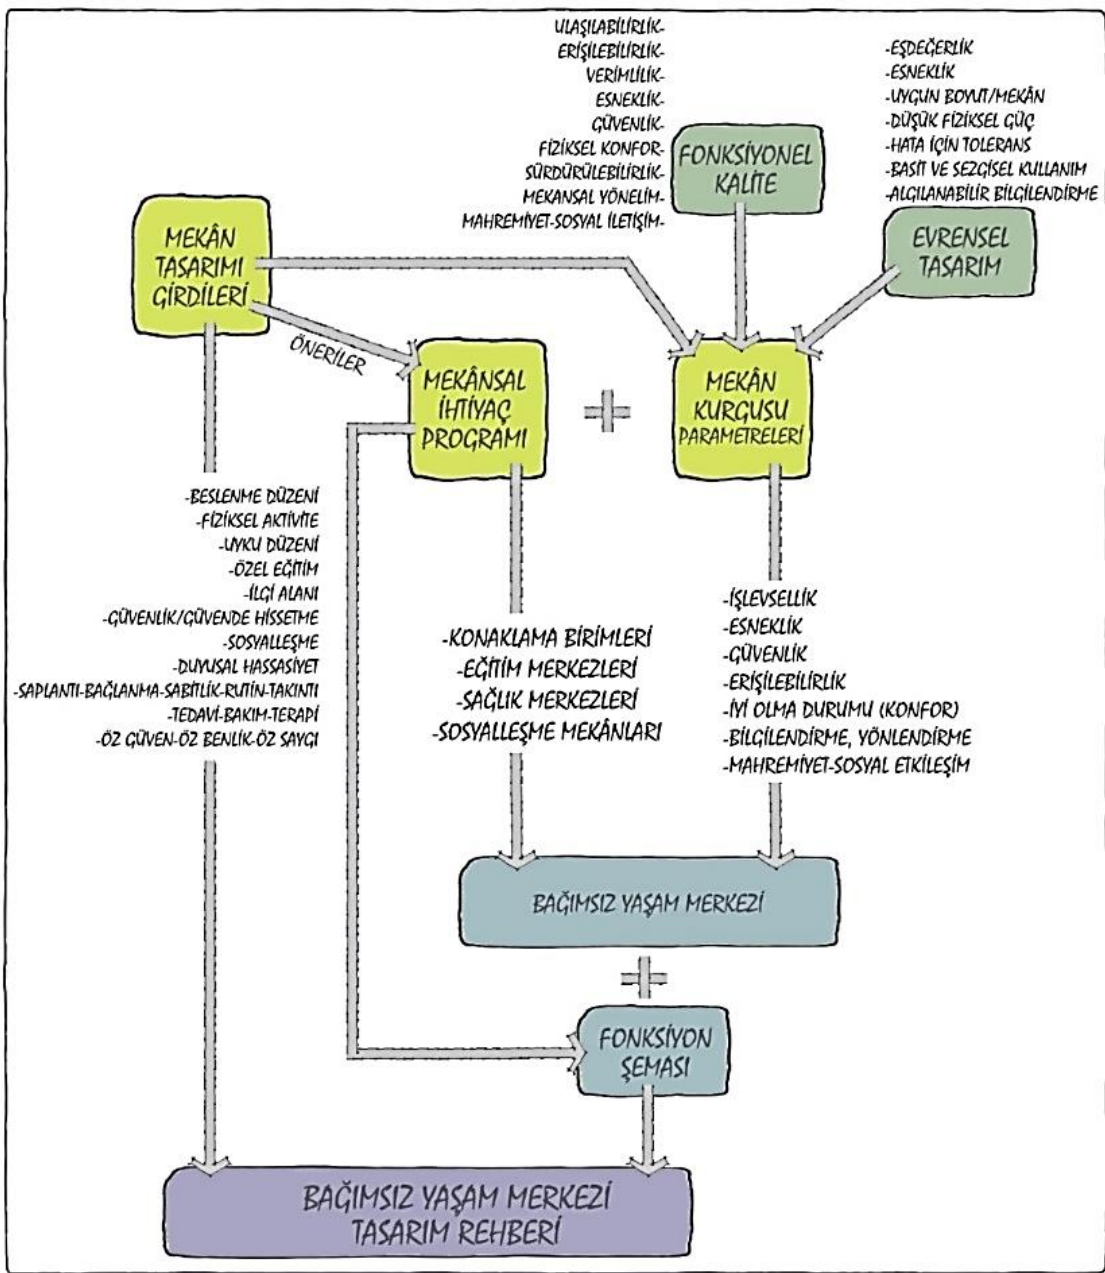 ULAŞILABİLİRLİK-
ERİŞİLEBİLİRLİK-
VERİMLİLİK-
ESNEKLİK-
GÜVENLİK-
FİZİKSEL KONFOR-
SÜRDÜRÜLEBİLİRLİK-
MEKANSAL YÖNELİM-
MAHREMİYET-SOSYAL İLETİŞİM-
FONKSİYONEL
KALİTE
-EŞDEĞERLİK
-ESNEKLİK
-UYGUN BOYUT/MEKÂN
-DÜŞÜK FİZİKSEL GÜÇ
-HATA İÇİN TOLERANS
-BASİT VE SEZGİSEL KULLANIM
-ALGILANABİLİR BİLGİLENDİRME
EVRENSEL
TASARIM
MEKÂN
TASARIMI
GİRDİLERİ
ÖNERİLER
MEKÂNSAL
İHTİYAÇ
PROGRAMI
+
MEKÂN
KURGUSU
PARAMETRELERİ
-BESLENME DÜZENİ
-FİZİKSEL AKTİVİTE
-UYKU DÜZENİ
-ÖZEL EĞİTİM
-İLGİ ALANI
-GÜVENLİK/GÜVENDE HİSSETME
-SOSYALLEŞME
-DUYUSAL HASSASİYET
-SAPLANTI-BAĞLANMA-SABİTLİK-RUTİN-TAKINTI
-TEDAVİ-BAKIM-TERAPİ
-ÖZ GÜVEN-ÖZ BENLİK-ÖZ SAYGI
-KONAKLAMA BİRİMLERİ
-EĞİTİM MERKEZLERİ
-SAĞLIK MERKEZLERİ
-SOSYALLEŞME MEKÂNLARI
-İŞLEVSELLİK
-ESNEKLİK
-GÜVENLİK
-ERİŞİLEBİLİRLİK
-İYİ OLMA DURUMU (KONFOR)
-BİLGİLENDİRME, YÖNLENDİRME
-MAHREMİYET-SOSYAL ETKİLEŞİM
BAĞIMSIZ YAŞAM MERKEZİ
+
FONKSİYON
ŞEMASI
BAĞIMSIZ YAŞAM MERKEZİ
TASARIM REHBERİ